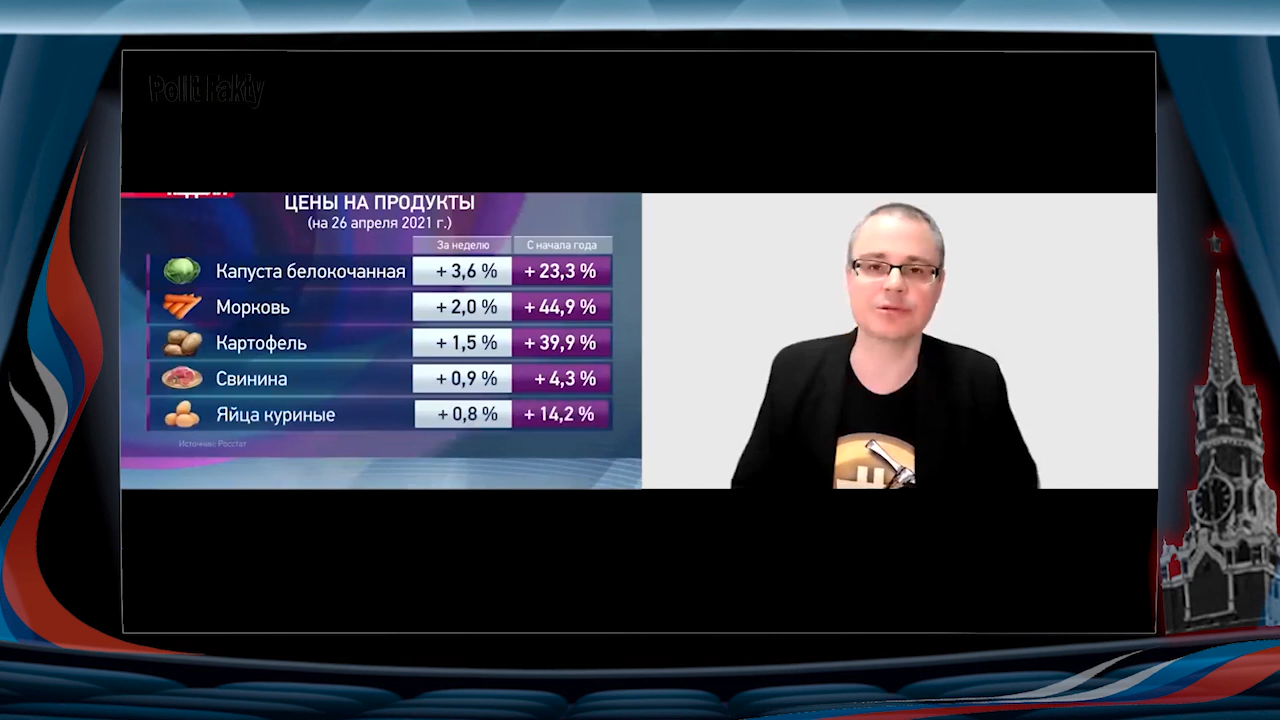 Polit Fakty
ЦЕНЫ НА ПРОДУКТЫ
(на 26 апреля 2021 г.)
За неделю С начала года
Капуста белокочанная + 3,6 % + 23,3 %
Морковь + 2,0 % + 44,9 %
Картофель + 1,5 % + 39,9 %
Свинина + 0,9 % + 4,3 %
Яйца куриные + 0,8 % + 14,2 %
Источник: Росстат